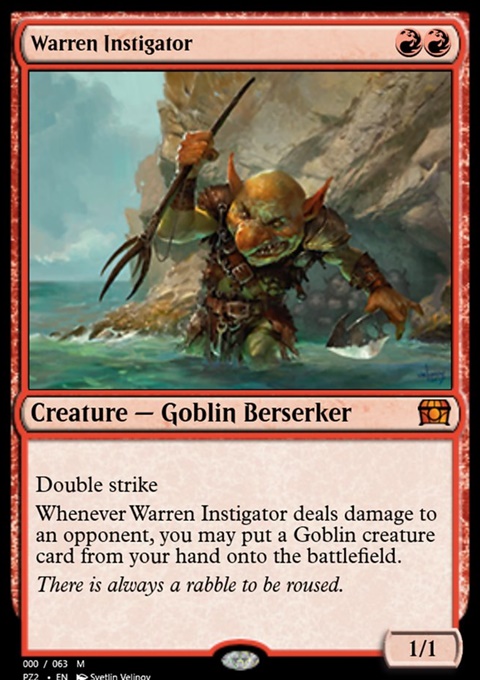 Warren Instigator
Creature — Goblin Berserker
Double strike
Whenever Warren Instigator deals damage to
an opponent, you may put a Goblin creature
card from your hand onto the battlefield.
There is always a rabble to be roused.
1/1
000 / 063 M
PZ2 • EN Svetlin Velinov